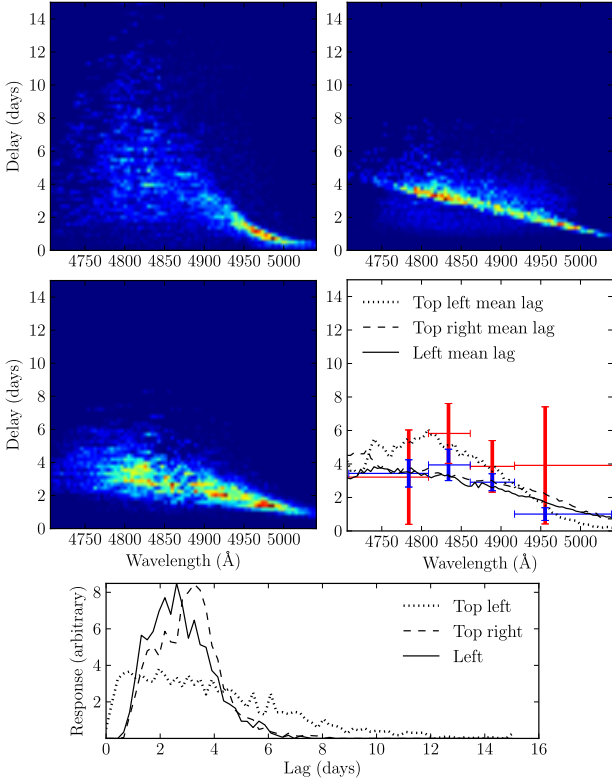 Delay (days)
14
12
10
8
6
4
2
0
4750 4800 4850 4900 4950 5000
14
12
10
8
6
4
2
0
4750 4800 4850 4900 4950 5000
Delay (days)
14
12
10
8
6
4
2
0
4750 4800 4850 4900 4950 5000
Wavelength (Å)
14
12
10
8
6
4
2
0
Top left mean lag
Top right mean lag
Left mean lag
4750 4800 4850 4900 4950 5000
Wavelength (Å)
Response (arbitrary)
8
6
4
2
Top left
Top right
Left
0 2 4 6 8 10 12 14 16
Lag (days)